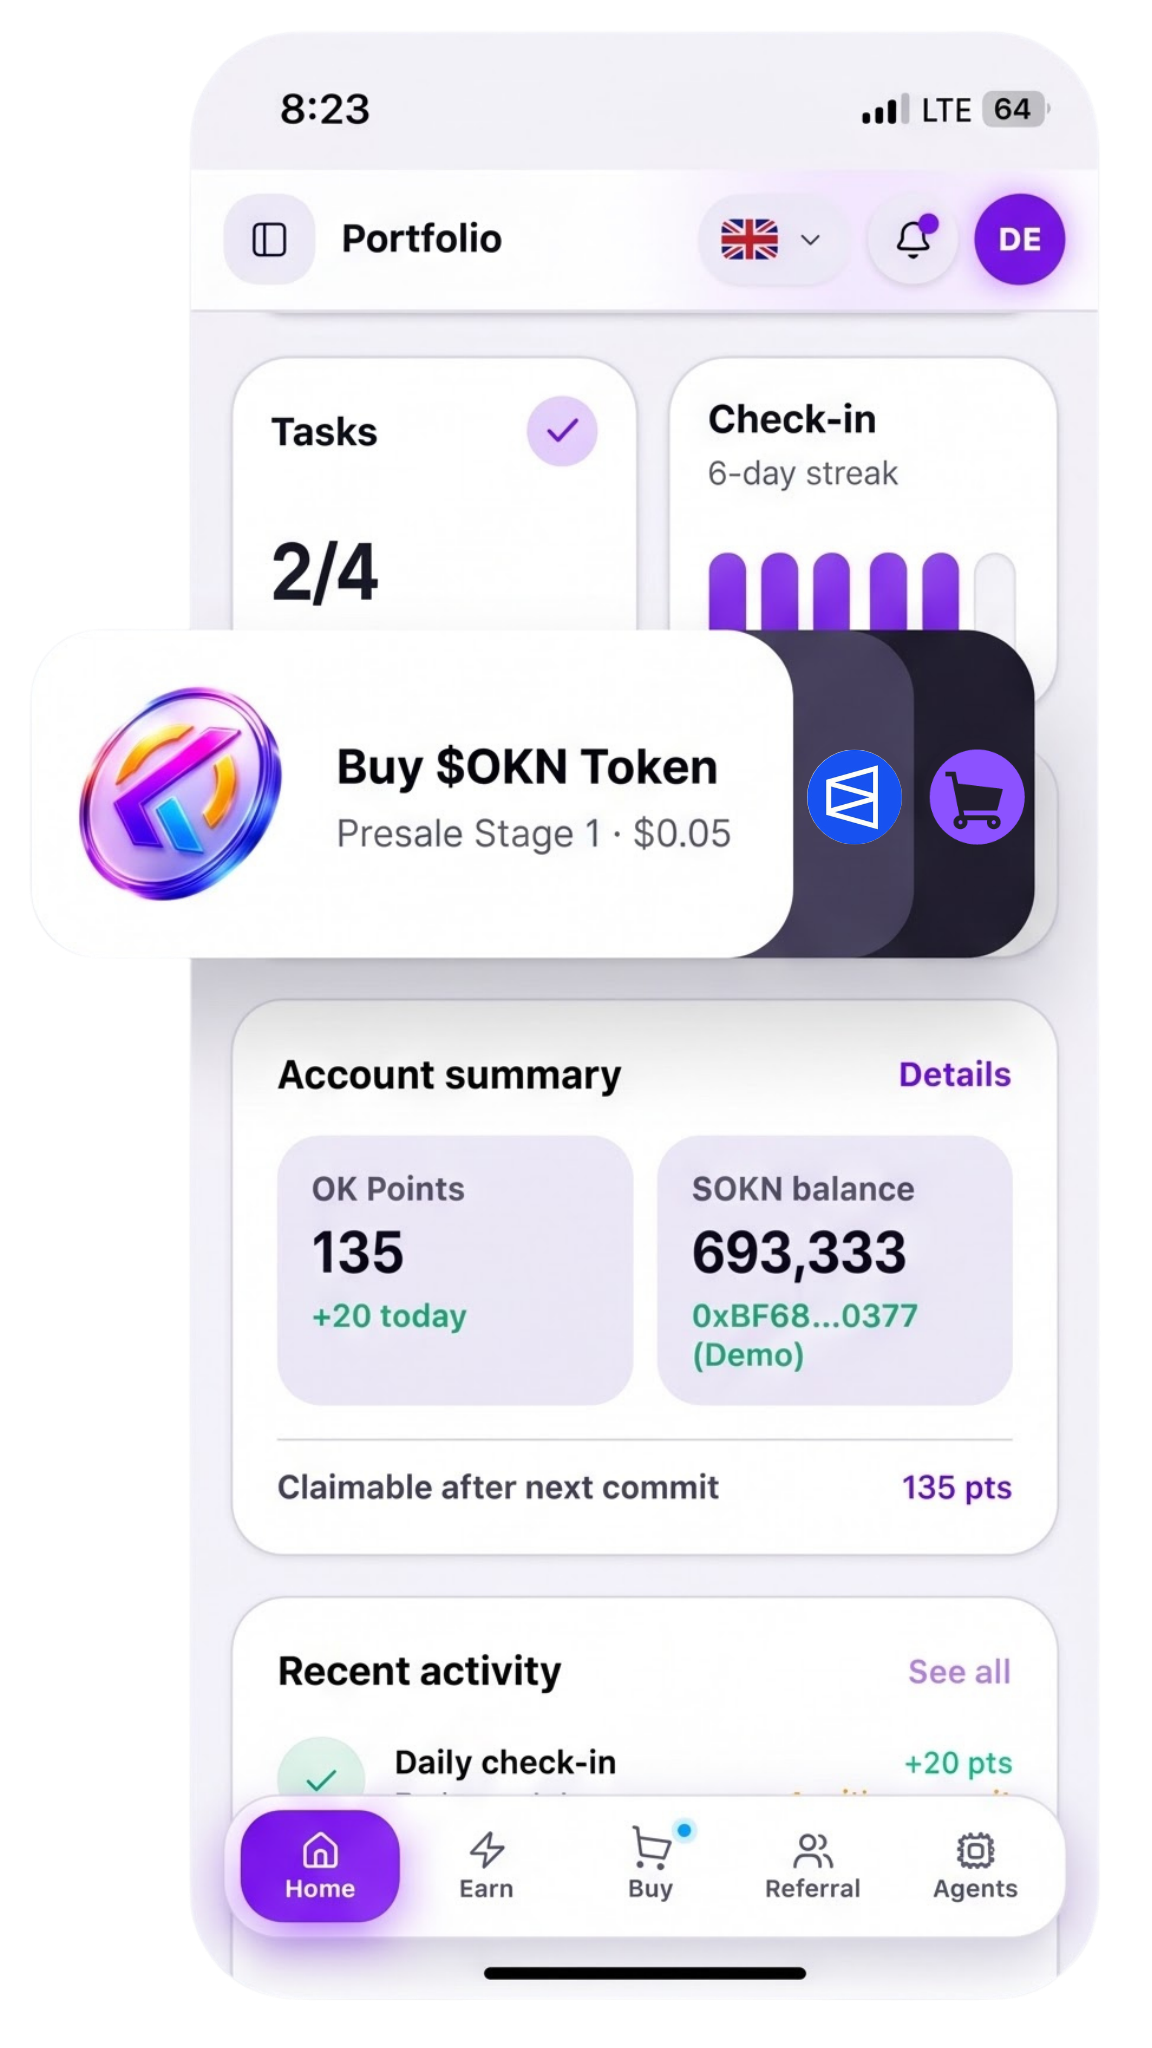 8:23
LTE 64
Portfolio
DE
Tasks
2/4
Check-in
6-day streak
Buy $OKN Token
Presale Stage 1 · $0.05
Account summary
Details
OK Points
135
+20 today
SOKN balance
693,333
0xBF68...0377
(Demo)
Claimable after next commit
135 pts
Recent activity
See all
Daily check-in
+20 pts
Home
Earn
Buy
Referral
Agents